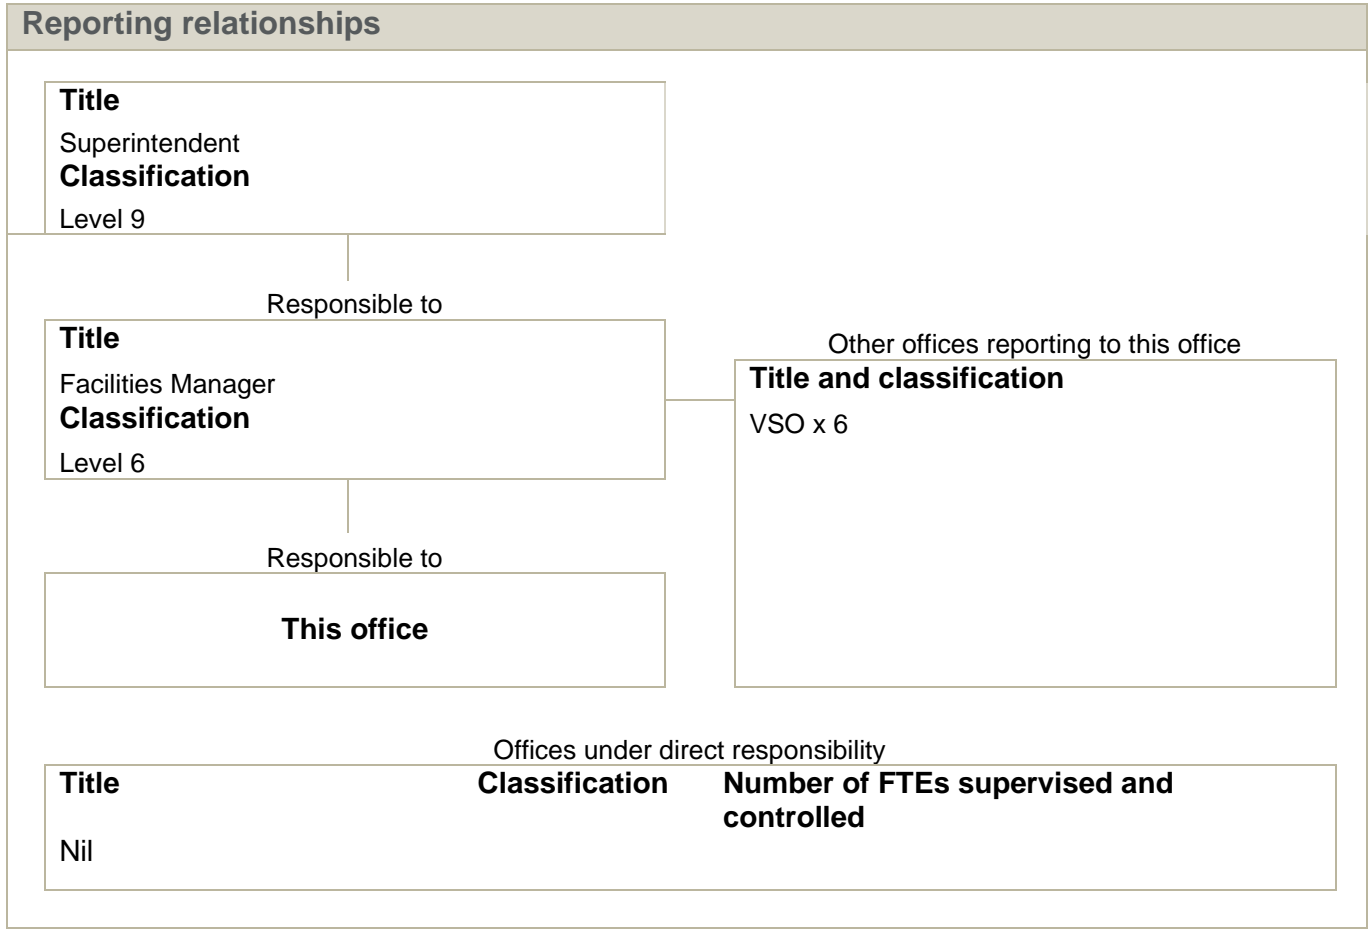 Reporting relationships
Title
Superintendent
Classification
Level 9
Responsible to
Title
Facilities Manager
Classification
Level 6
Other offices reporting to this office
Title and classification
VSO x 6
Responsible to
This office
Offices under direct responsibility
Title Classification Number of FTEs supervised and
controlled
Nil